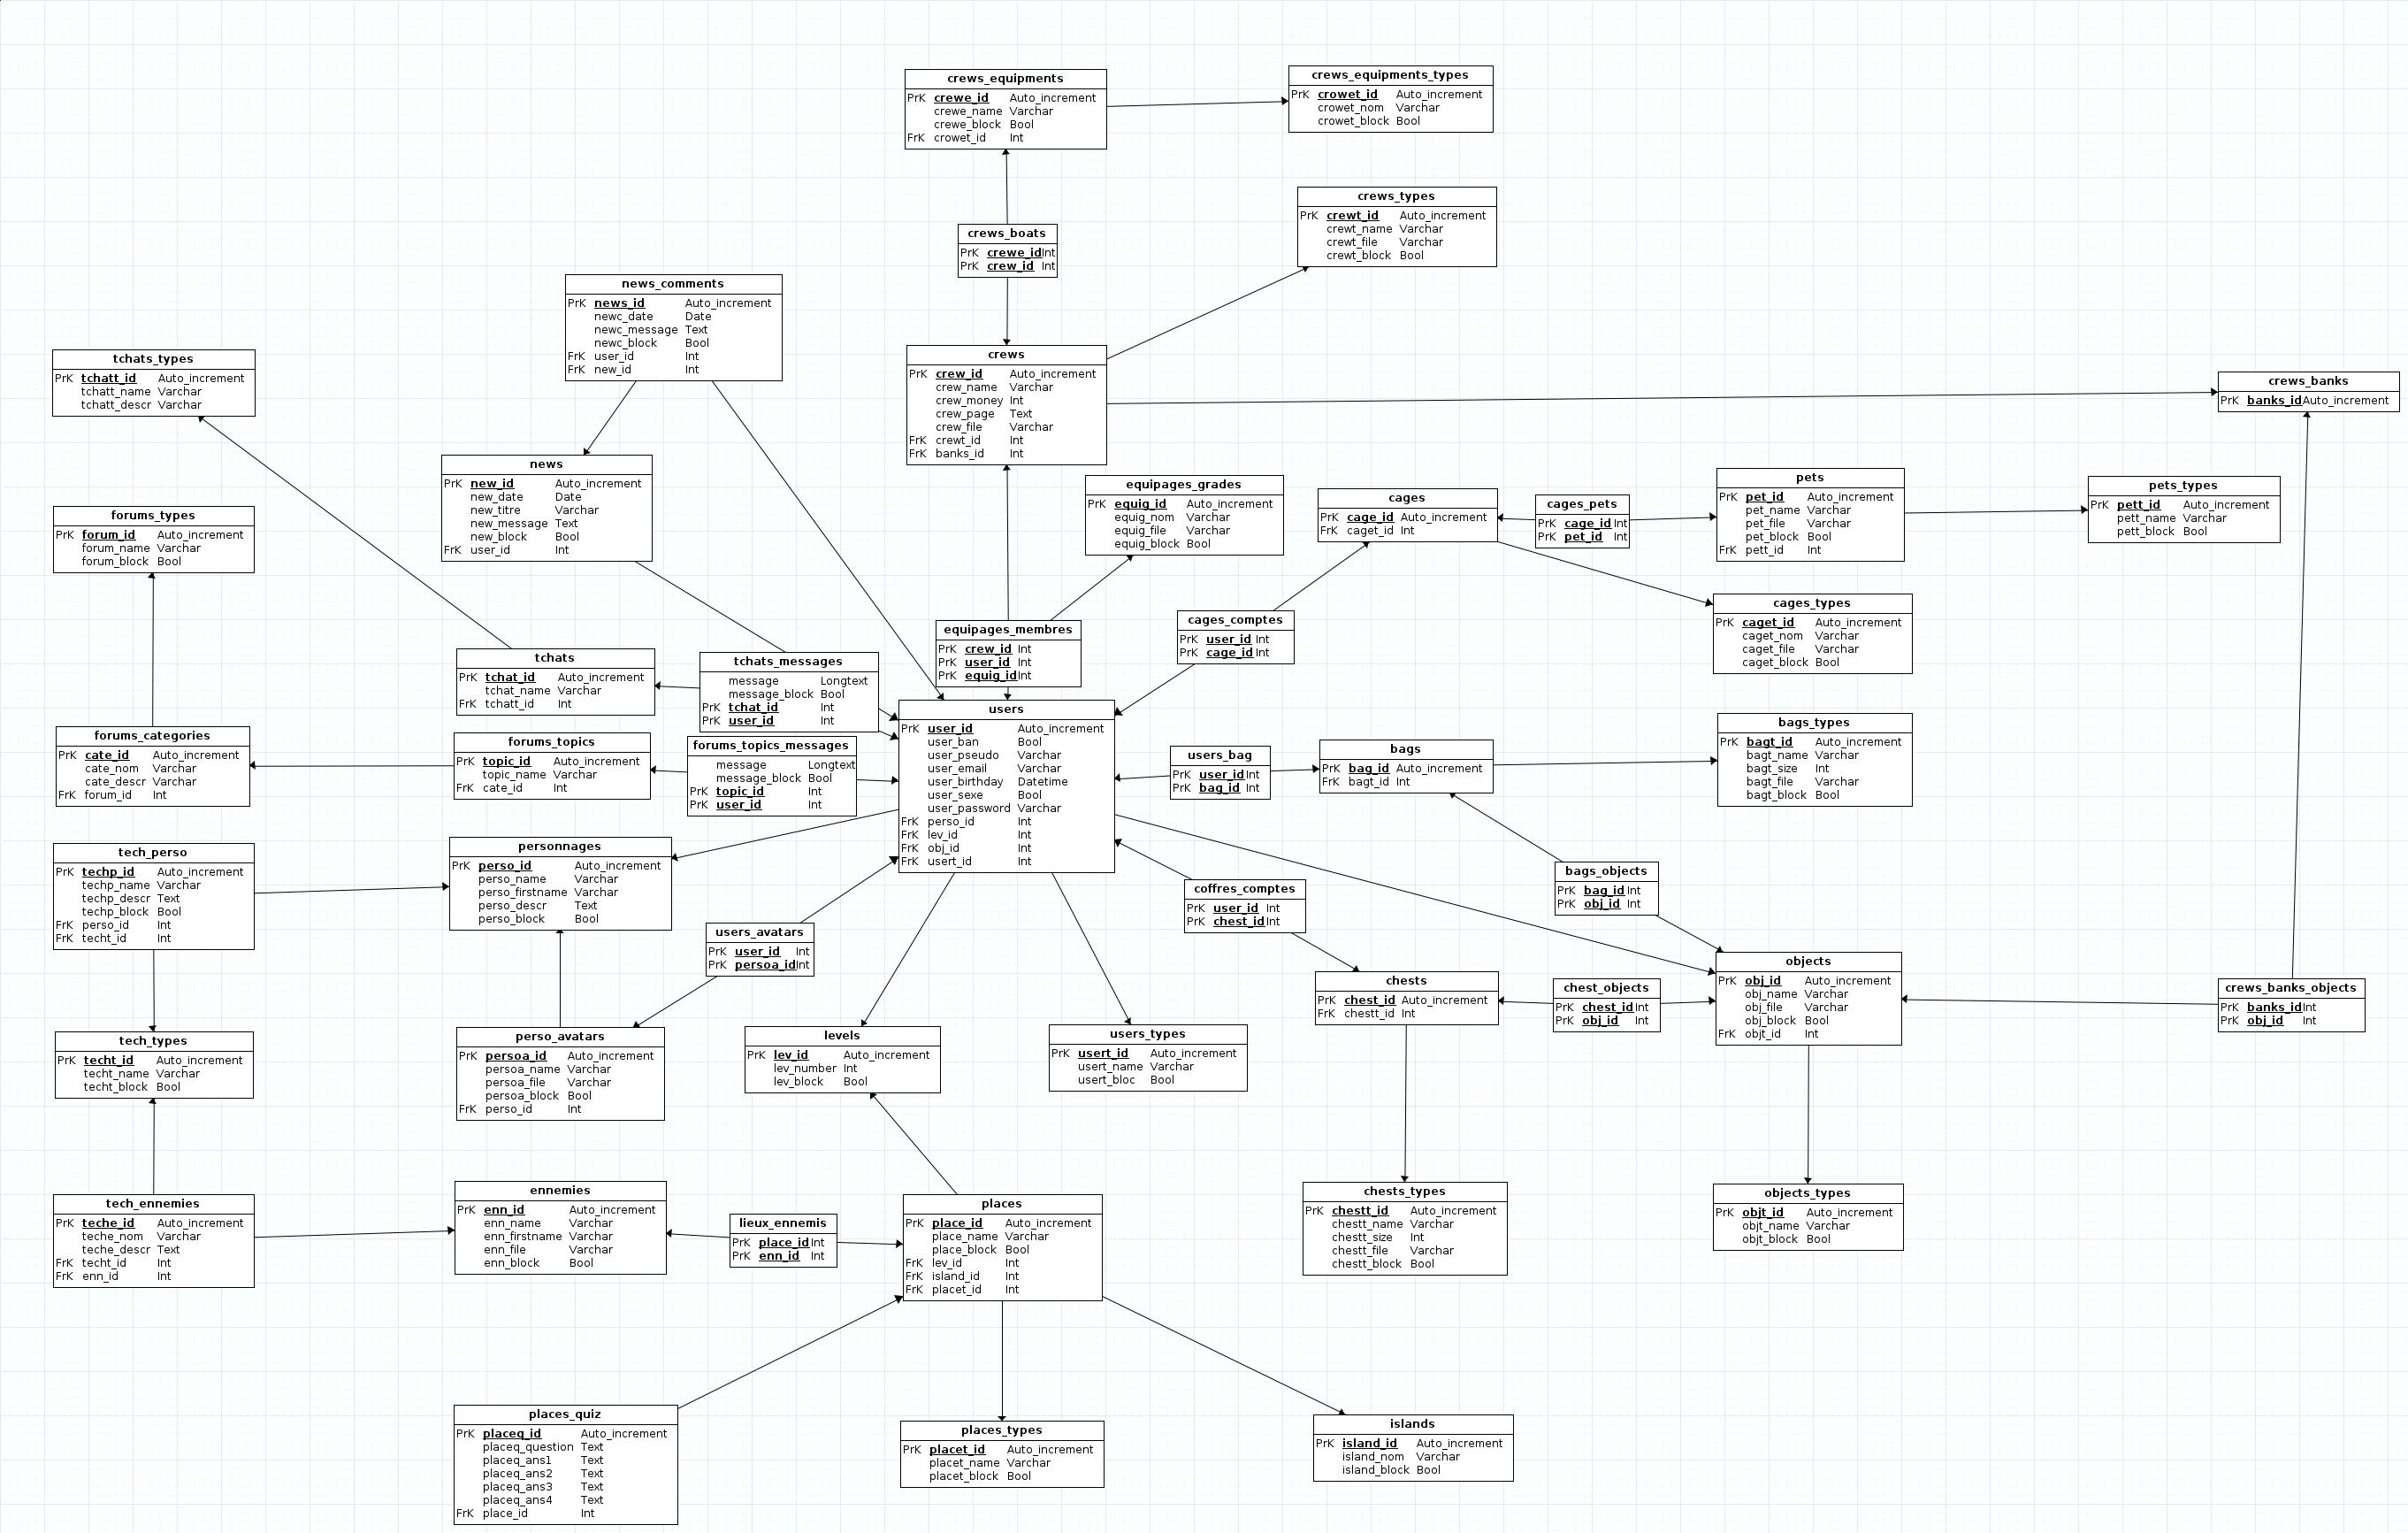 crews_equipments
PrK crewe_id Auto_increment
crewe_name Varchar
crewe_block Bool
FrK crowet_id Int
crews_equipments_types
PrK crowet_id Auto_increment
crowet_nom Varchar
crowet_block Bool
crews_types
PrK crewt_id Auto_increment
crewt_name Varchar
crewt_file Varchar
crewt_block Bool
crews_boats
PrK crewe_id Int
PrK crew_id Int
news_comments
PrK news_id Auto_increment
newc_date Date
newc_message Text
newc_block Bool
FrK user_id Int
FrK new_id Int
tchats_types
PrK tchatt_id Auto_increment
tchatt_name Varchar
tchatt_descr Varchar
crews
PrK crew_id Auto_increment
crew_name Varchar
crew_money Int
crew_page Text
crew_file Varchar
FrK crewt_id Int
FrK banks_id Int
crews_banks
PrK banks_id Auto_increment
news
PrK new_id Auto_increment
new_date Date
new_titre Varchar
new_message Text
new_block Bool
FrK user_id Int
equipages_grades
PrK equig_id Auto_increment
equig_nom Varchar
equig_file Varchar
equig_block Bool
cages
PrK cage_id Auto_increment
FrK caget_id Int
cages_pets
PrK cage_id Int
PrK pet_id Int
pets
PrK pet_id Auto_increment
pet_name Varchar
pet_file Varchar
pet_block Bool
FrK pett_id Int
pets_types
PrK pett_id Auto_increment
pett_name Varchar
pett_block Bool
forums_types
PrK forum_id Auto_increment
forum_name Varchar
forum_block Bool
cages_types
PrK caget_id Auto_increment
caget_nom Varchar
caget_file Varchar
caget_block Bool
cages_comptes
PrK user_id Int
PrK cage_id Int
equipages_membres
PrK crew_id Int
PrK user_id Int
PrK equig_id Int
tchats
PrK tchat_id Auto_increment
tchat_name Varchar
FrK tchatt_id Int
tchats_messages
message Longtext
message_block Bool
PrK tchat_id Int
PrK user_id Int
users
PrK user_id Auto_increment
user_ban Bool
user_pseudo Varchar
user_email Varchar
user_birthday Datetime
user_sexe Bool
user_password Varchar
FrK perso_id Int
FrK lev_id Int
FrK obj_id Int
FrK usert_id Int
forums_categories
PrK cate_id Auto_increment
cate_nom Varchar
cate_descr Varchar
FrK forum_id Int
forums_topics
PrK topic_id Auto_increment
topic_name Varchar
FrK cate_id Int
forums_topics_messages
message Longtext
message_block Bool
PrK topic_id Int
PrK user_id Int
users_bag
PrK user_id Int
PrK bag_id Int
bags
PrK bag_id Auto_increment
FrK bagt_id Int
bags_types
PrK bagt_id Auto_increment
bagt_name Varchar
bagt_size Int
bagt_file Varchar
bagt_block Bool
tech_perso
PrK techp_id Auto_increment
techp_name Varchar
techp_descr Text
techp_block Bool
FrK perso_id Int
FrK techt_id Int
personnages
PrK perso_id Auto_increment
perso_name Varchar
perso_firstname Varchar
perso_descr Text
perso_block Bool
users_avatars
PrK user_id Int
PrK persoa_id Int
coffres_comptes
PrK user_id Int
PrK chest_id Int
bags_objects
PrK bag_id Int
PrK obj_id Int
chests
PrK chest_id Auto_increment
FrK chestt_id Int
chest_objects
PrK chest_id Int
PrK obj_id Int
objects
PrK obj_id Auto_increment
obj_name Varchar
obj_file Varchar
obj_block Bool
FrK objt_id Int
crews_banks_objects
PrK banks_id Int
PrK obj_id Int
tech_types
PrK techt_id Auto_increment
techt_name Varchar
techt_block Bool
perso_avatars
PrK persoa_id Auto_increment
persoa_name Varchar
persoa_file Varchar
persoa_block Bool
FrK perso_id Int
levels
PrK lev_id Auto_increment
lev_number Int
lev_block Bool
users_types
PrK usert_id Auto_increment
usert_name Varchar
usert_bloc Bool
tech_ennemies
PrK teche_id Auto_increment
teche_nom Varchar
teche_descr Text
FrK techt_id Int
FrK enn_id Int
ennemies
PrK enn_id Auto_increment
enn_name Varchar
enn_firstname Varchar
enn_file Varchar
enn_block Bool
lieux_ennemis
PrK place_id Int
PrK enn_id Int
places
PrK place_id Auto_increment
place_name Varchar
place_block Bool
FrK lev_id Int
FrK island_id Int
FrK placet_id Int
chests_types
PrK chestt_id Auto_increment
chestt_name Varchar
chestt_size Int
chestt_file Varchar
chestt_block Bool
objects_types
PrK objt_id Auto_increment
objt_name Varchar
objt_block Bool
places_quiz
PrK placeq_id Auto_increment
placeq_question Text
placeq_ans1 Text
placeq_ans2 Text
placeq_ans3 Text
placeq_ans4 Text
FrK place_id Int
places_types
PrK placet_id Auto_increment
placet_name Varchar
placet_block Bool
islands
PrK island_id Auto_increment
island_nom Varchar
island_block Bool